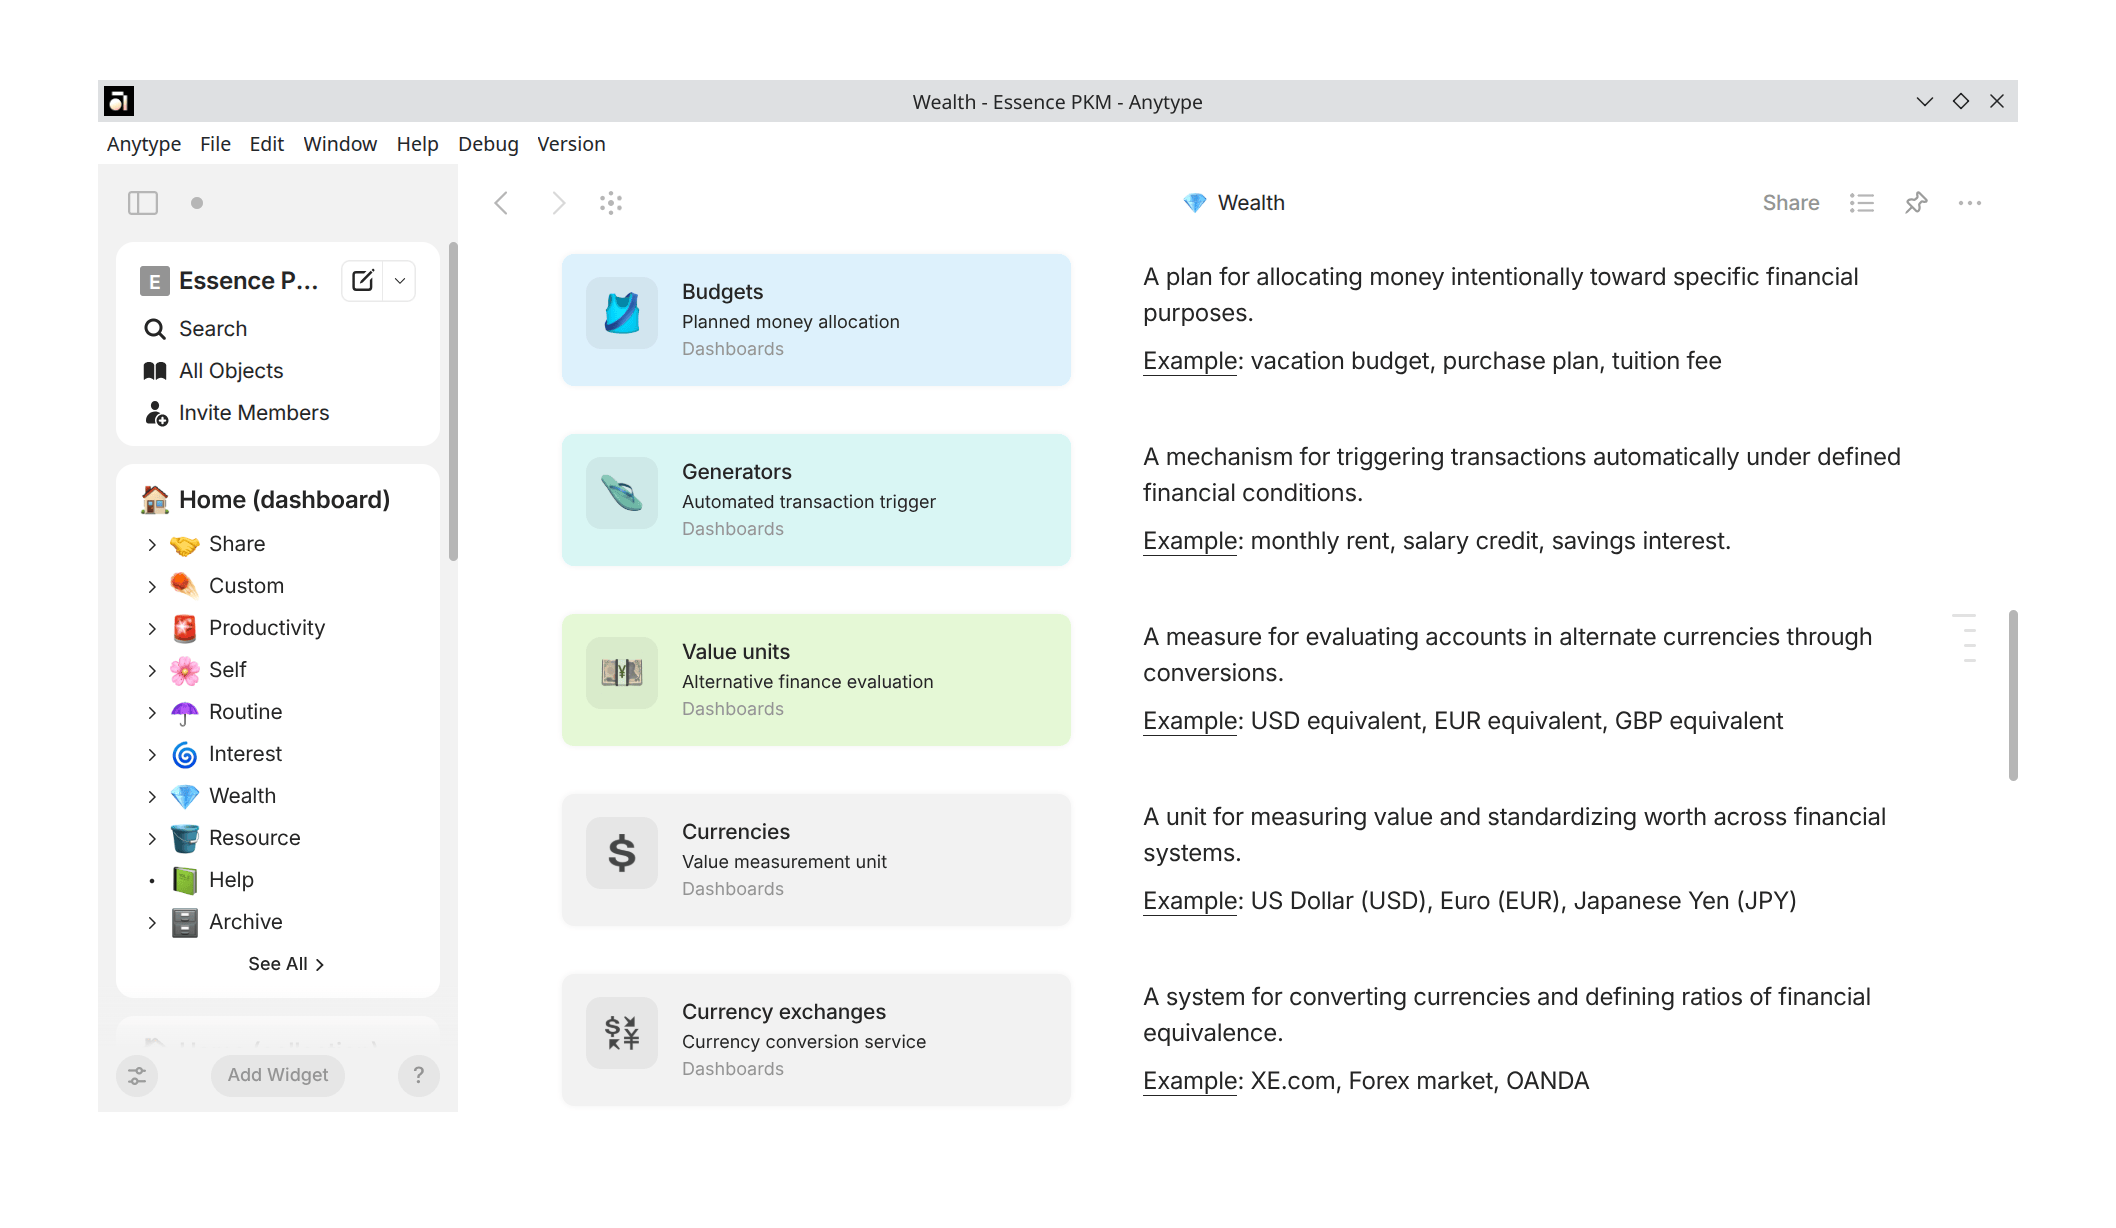 Wealth - Essence PKM - Anytype
Anytype File Edit Window Help Debug Version
Wealth
Share
E Essence P...
Search
All Objects
Invite Members
Home (dashboard)
Share
Custom
Productivity
Self
Routine
Interest
Wealth
Resource
Help
Archive
See All
Add Widget
?
Budgets
Planned money allocation
Dashboards
A plan for allocating money intentionally toward specific financial
purposes.
Example: vacation budget, purchase plan, tuition fee
Generators
Automated transaction trigger
Dashboards
A mechanism for triggering transactions automatically under defined
financial conditions.
Example: monthly rent, salary credit, savings interest.
Value units
Alternative finance evaluation
Dashboards
A measure for evaluating accounts in alternate currencies through
conversions.
Example: USD equivalent, EUR equivalent, GBP equivalent
Currencies
Value measurement unit
Dashboards
A unit for measuring value and standardizing worth across financial
systems.
Example: US Dollar (USD), Euro (EUR), Japanese Yen (JPY)
Currency exchanges
Currency conversion service
Dashboards
A system for converting currencies and defining ratios of financial
equivalence.
Example: XE.com, Forex market, OANDA